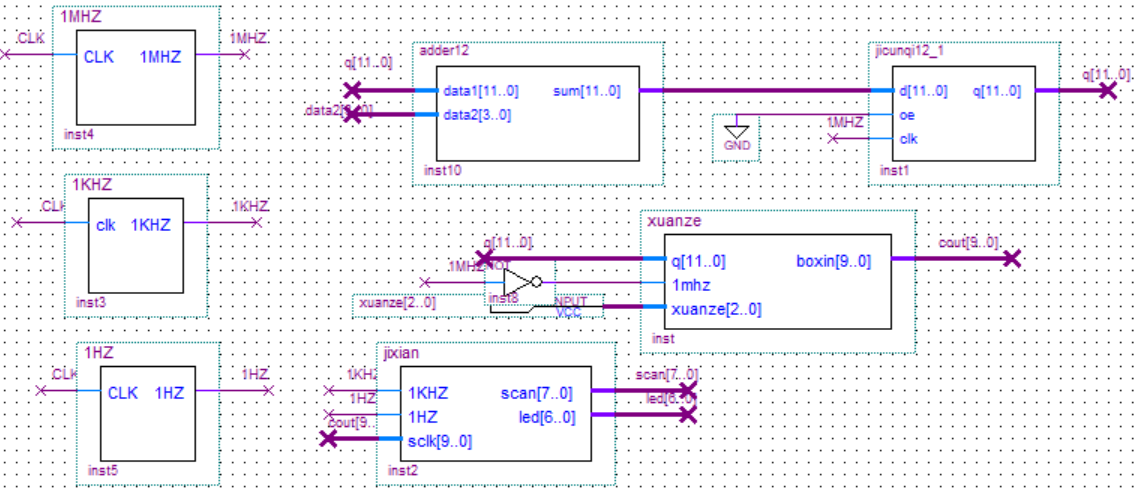 1MHZ
CLK
CLK 1MHZ
1MHZ
inst4
adder12
q[11..0]
data1[11..0] sum[11..0]
data2[3..0]
inst10
jicunqi12_1
d[11..0] q[11..0]
q[11..0]
oe
1MHZ
clk
GND
inst1
1KHZ
CLK
clk 1KHZ
1KHZ
inst3
xuanze
q[11..0]
q[11..0] boxin[9..0]
cout[9..0]
1MHZ
NOT
1mhz
inst8
xuanze[2..0]
INPUT
VCC
xuanze[2..0]
inst
1HZ
CLK
CLK 1HZ
1HZ
inst5
jixian
1KHZ
1KHZ scan[7..0]
scan[7..0]
1HZ
1HZ led[6..0]
led[6..0]
cout[9..
sclk[9..0]
inst2